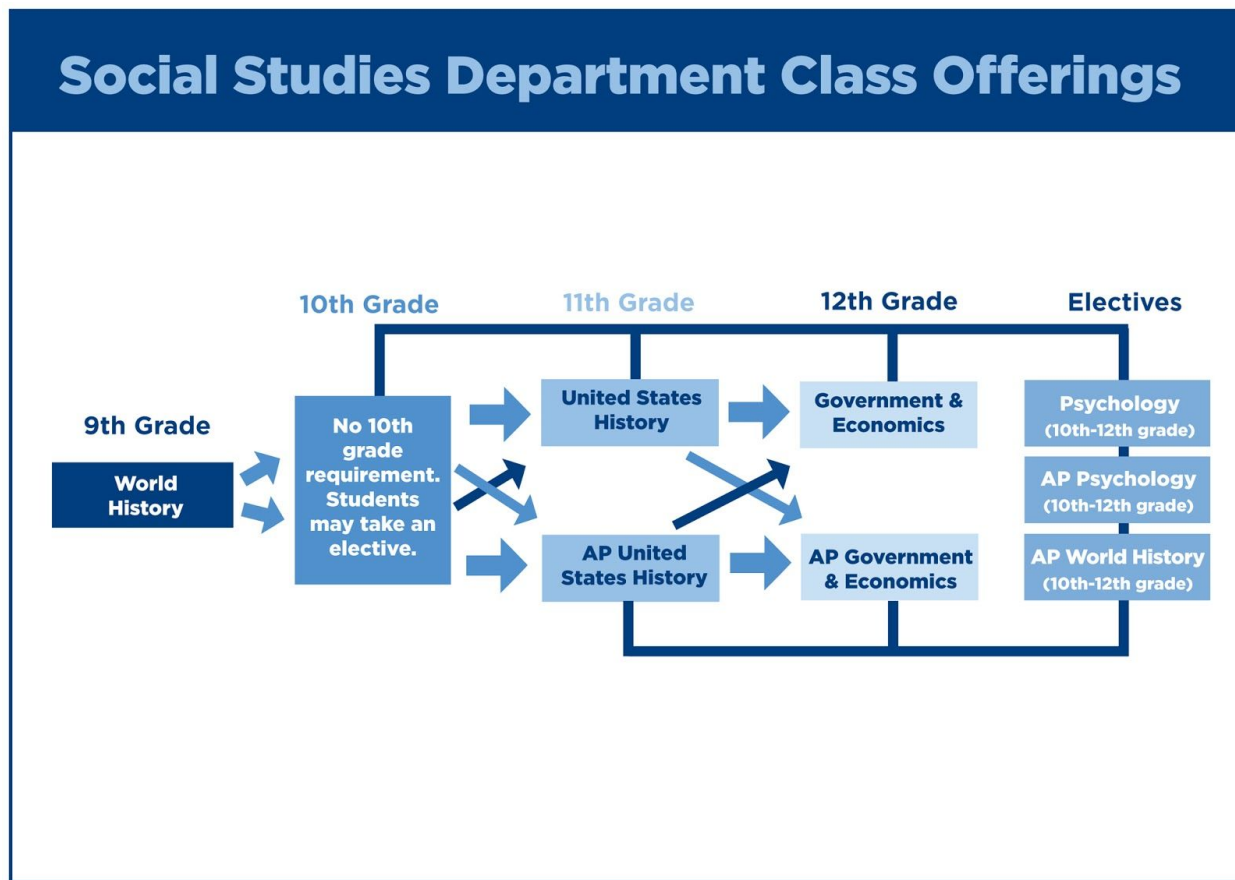 Social Studies Department Class Offerings
9th Grade
World
History
10th Grade
No 10th
grade
requirement.
Students
may take an
elective.
11th Grade
United States
History
AP United
States History
12th Grade
Government &
Economics
AP Government
& Economics
Electives
Psychology
(10th-12th grade)
AP Psychology
(10th-12th grade)
AP World History
(10th-12th grade)